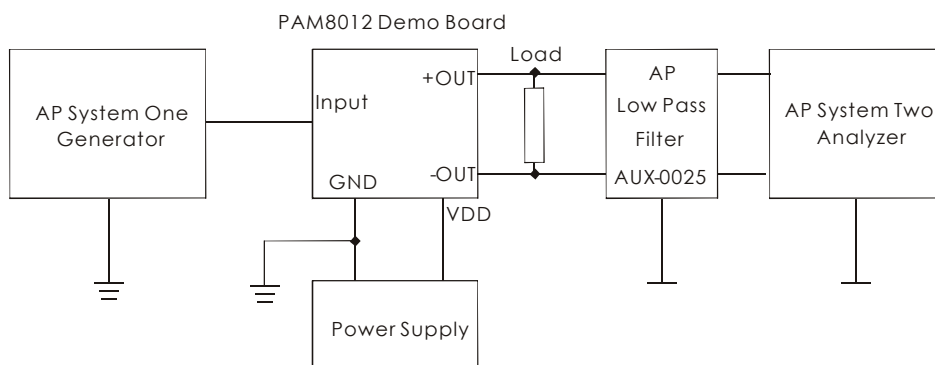 PAM8012 Demo Board
AP System One
Generator
Input
+OUT
-OUT
GND
VDD
Load
AP
Low Pass
Filter
AUX-0025
AP System Two
Analyzer
Power Supply